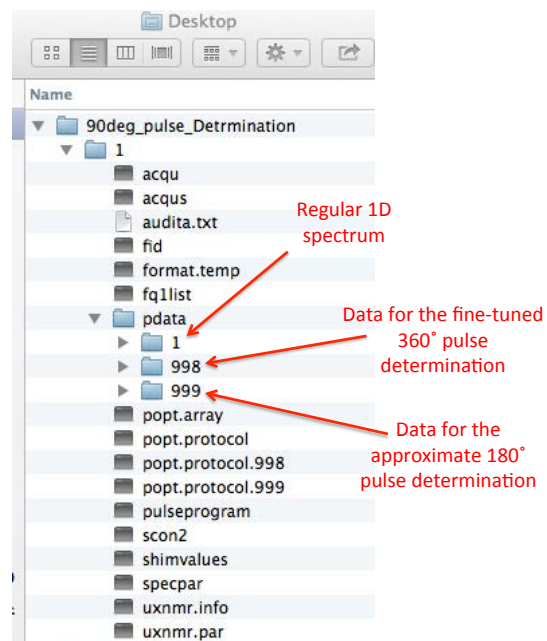 Desktop
Name
90deg_pulse_Detrmination
1
acqu
acqus
audita.txt
fid
format.temp
fq1list
pdata
1
998
999
popt.array
popt.protocol
popt.protocol.998
popt.protocol.999
pulseprogram
scon2
shimvalues
specpar
uxnmr.info
uxnmr.par
Regular 1D
spectrum
Data for the fine-tuned
360˚ pulse
determination
Data for the
approximate 180˚
pulse determination